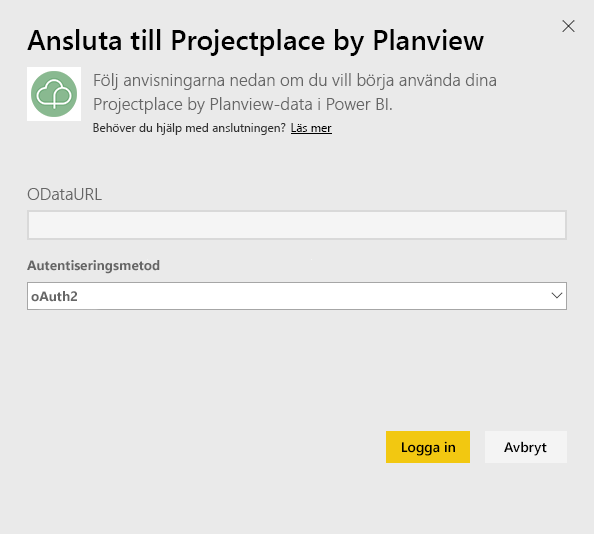 Ansluta till Projectplace by Planview
Följ anvisningarna nedan om du vill börja använda dina
Projectplace by Planview-data i Power BI.
Behöver du hjälp med anslutningen? Läs mer
ODataURL
Autentiseringsmetod
oAuth2
Logga in
Avbryt